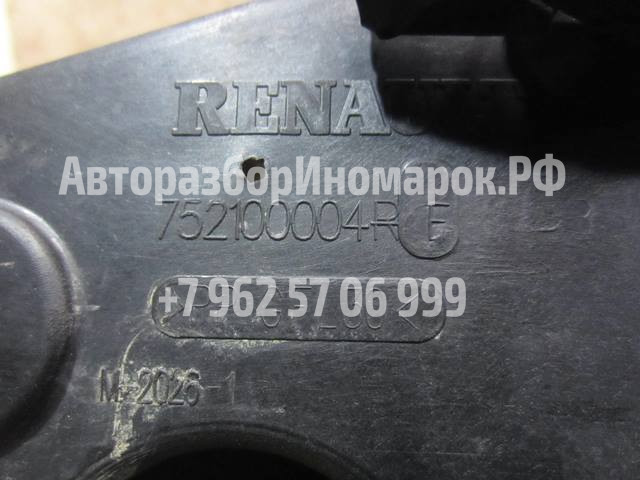 RENAU
АвторазборИномарок.РФ
752100004R F
+7 962 57 06 999
M-2026-1